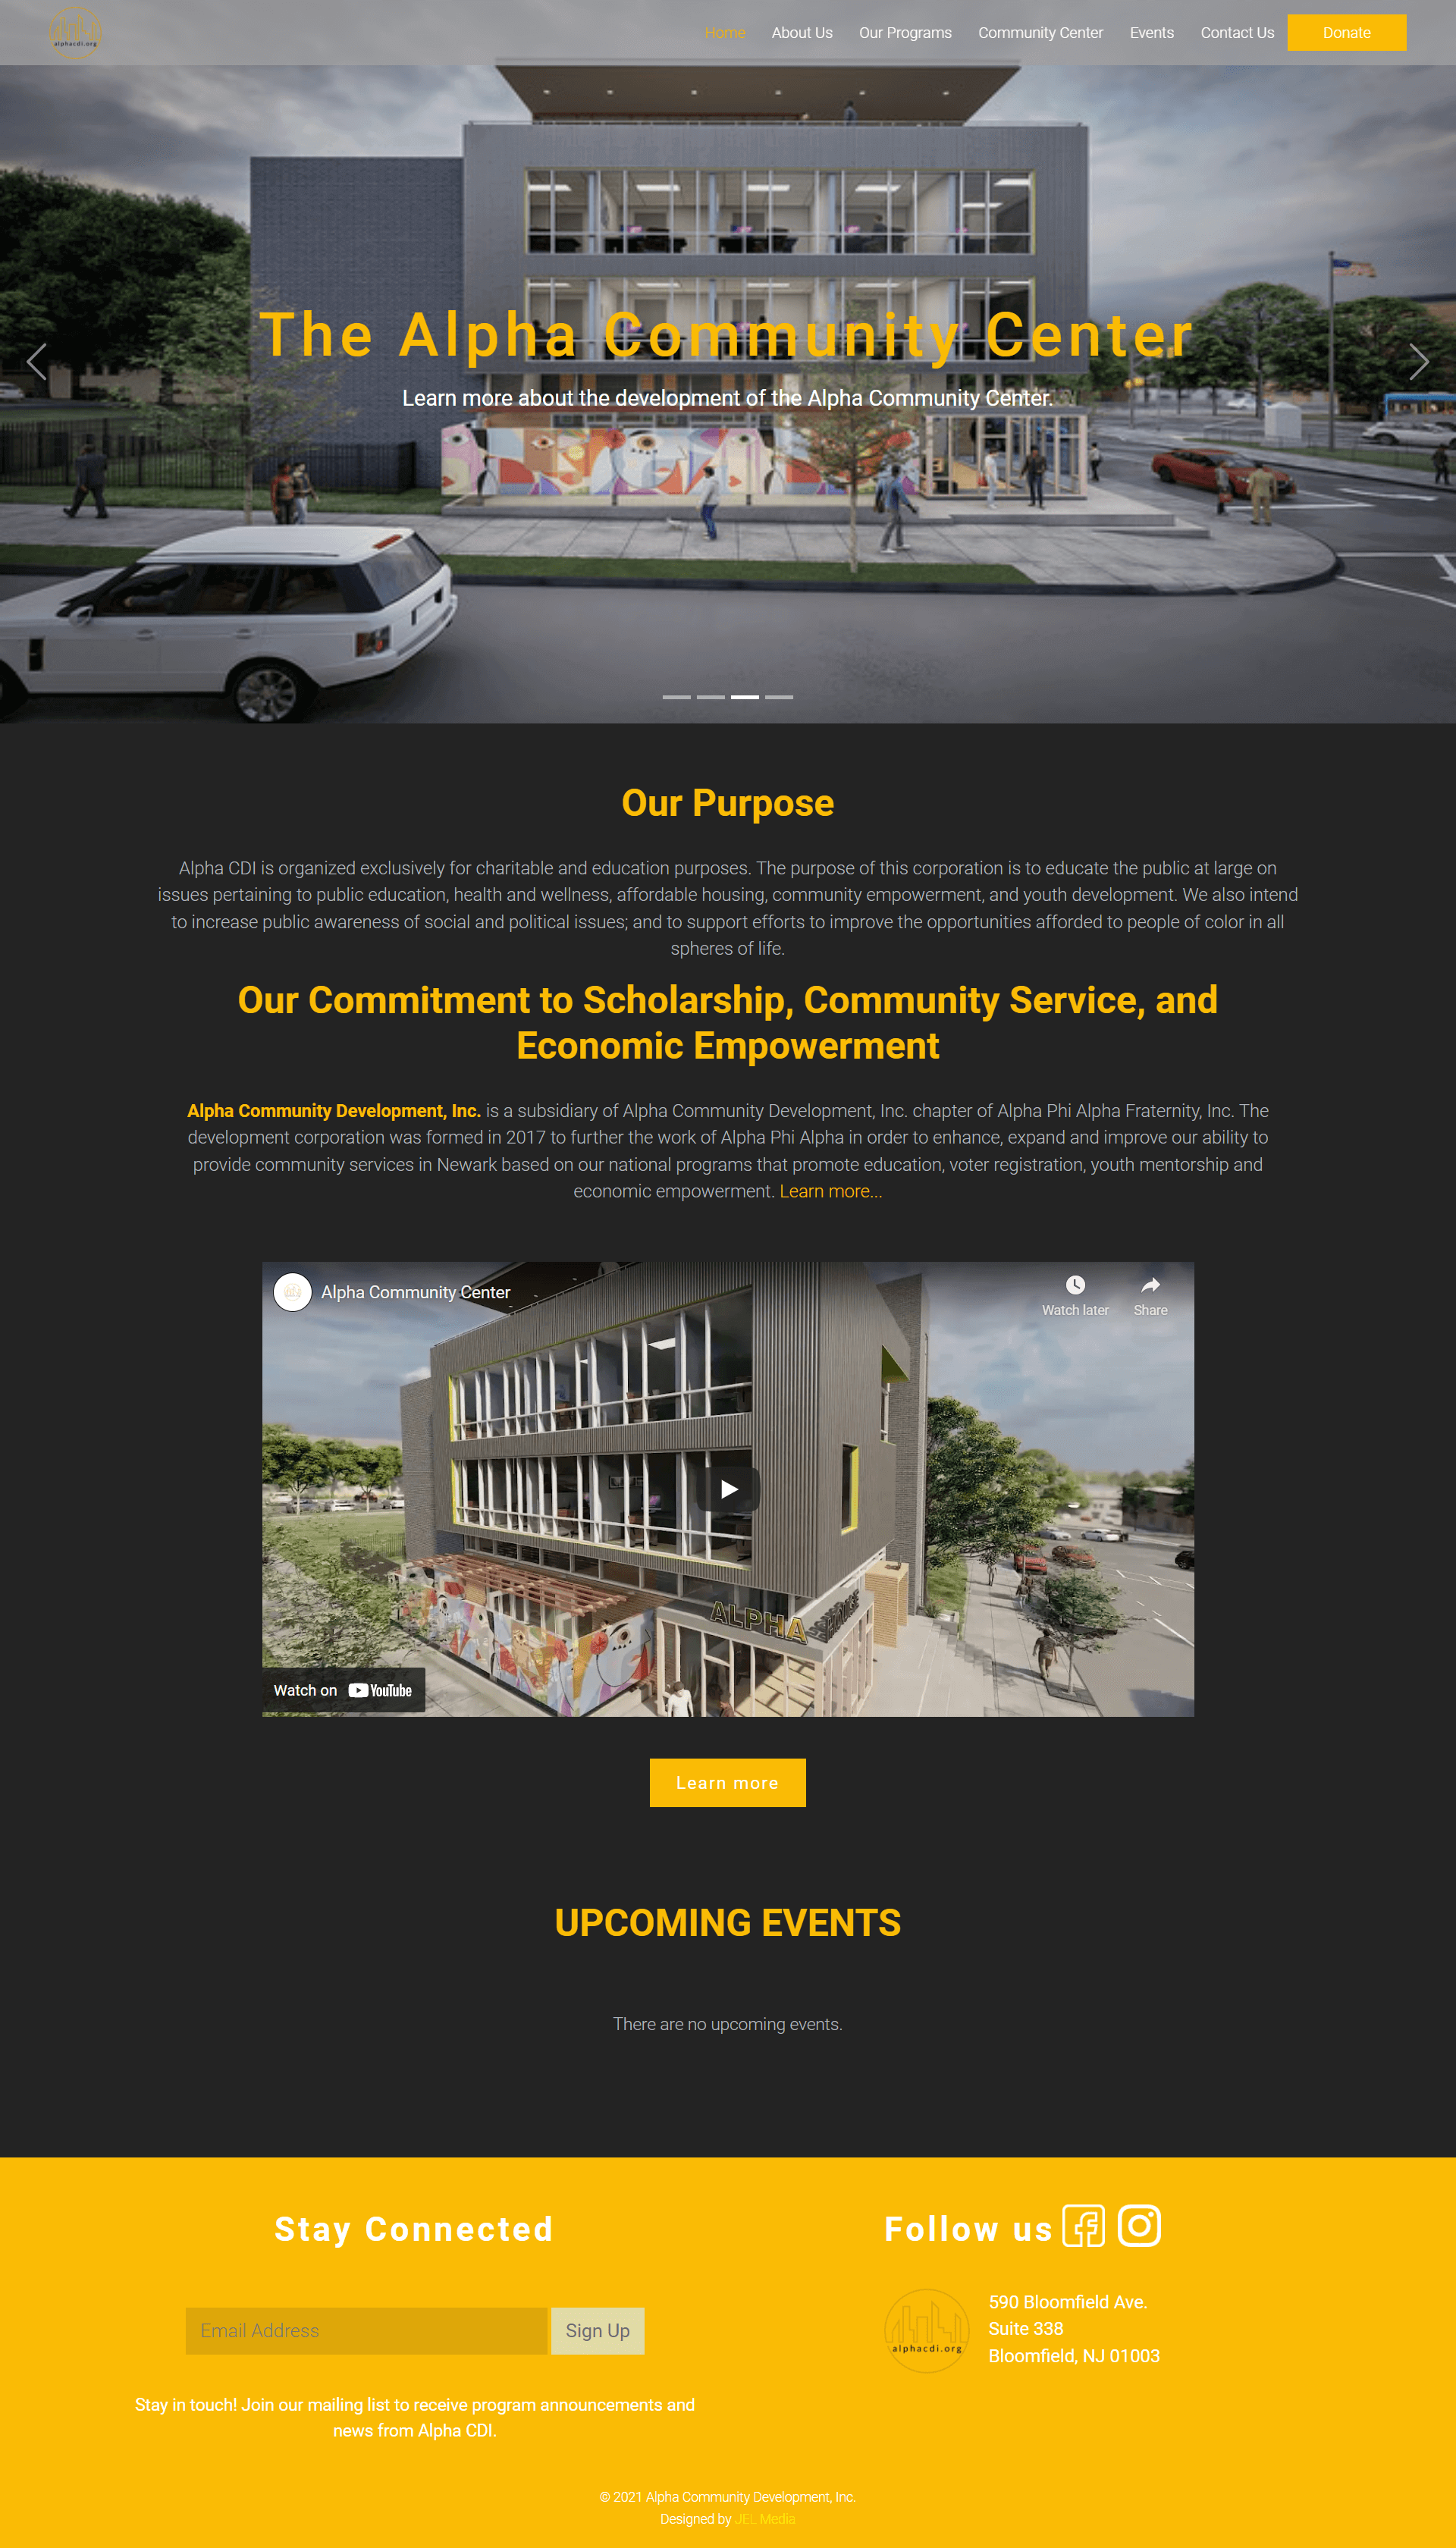 alphacdi.org
Home About Us Our Programs Community Center Events Contact Us Donate
The Alpha Community Center
Learn more about the development of the Alpha Community Center.
Our Purpose
Alpha CDI is organized exclusively for charitable and education purposes. The purpose of this corporation is to educate the public at large on
issues pertaining to public education, health and wellness, affordable housing, community empowerment, and youth development. We also intend
to increase public awareness of social and political issues; and to support efforts to improve the opportunities afforded to people of color in all
spheres of life.
Our Commitment to Scholarship, Community Service, and
Economic Empowerment
Alpha Community Development, Inc. is a subsidiary of Alpha Community Development, Inc. chapter of Alpha Phi Alpha Fraternity, Inc. The
development corporation was formed in 2017 to further the work of Alpha Phi Alpha in order to enhance, expand and improve our ability to
provide community services in Newark based on our national programs that promote education, voter registration, youth mentorship and
economic empowerment. Learn more...
Alpha Community Center
Watch later Share
ALPHA
Watch on YouTube
Learn more
UPCOMING EVENTS
There are no upcoming events.
Stay Connected
Email Address Sign Up
Stay in touch! Join our mailing list to receive program announcements and
news from Alpha CDI.
Follow us
alphacdi.org
590 Bloomfield Ave.
Suite 338
Bloomfield, NJ 01003
© 2021 Alpha Community Development, Inc.
Designed by JEL Media